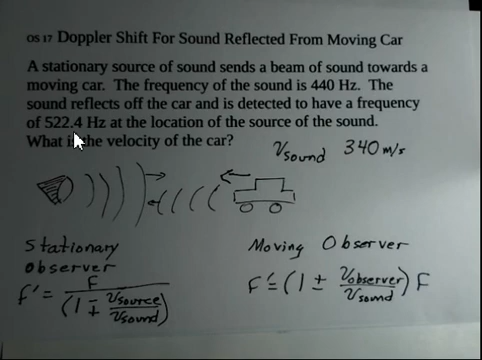 OS 17 Doppler Shift For Sound Reflected From Moving Car
A stationary source of sound sends a beam of sound towards a
moving car. The frequency of the sound is 440 Hz. The
sound reflects off the car and is detected to have a frequency
of 522.4 Hz at the location of the source of the sound.
What is the velocity of the car?
Vsound 340 m/s
Stationary
observer
F' = F / (1 ∓ Vsource / Vsound)
Moving Observer
F' = (1 ± Vobserver / Vsound) F